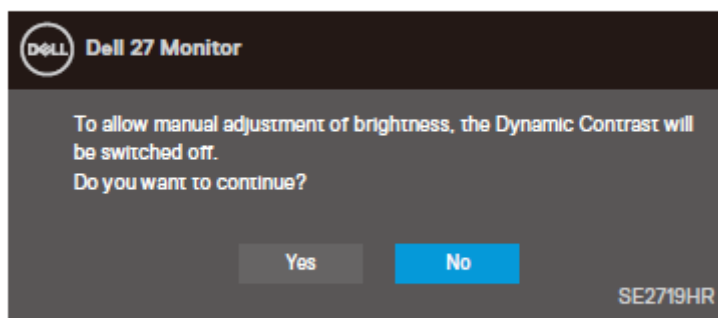 DELL Dell 27 Monitor
To allow manual adjustment of brightness, the Dynamic Contrast will
be switched off.
Do you want to continue?
Yes No
SE2719HR